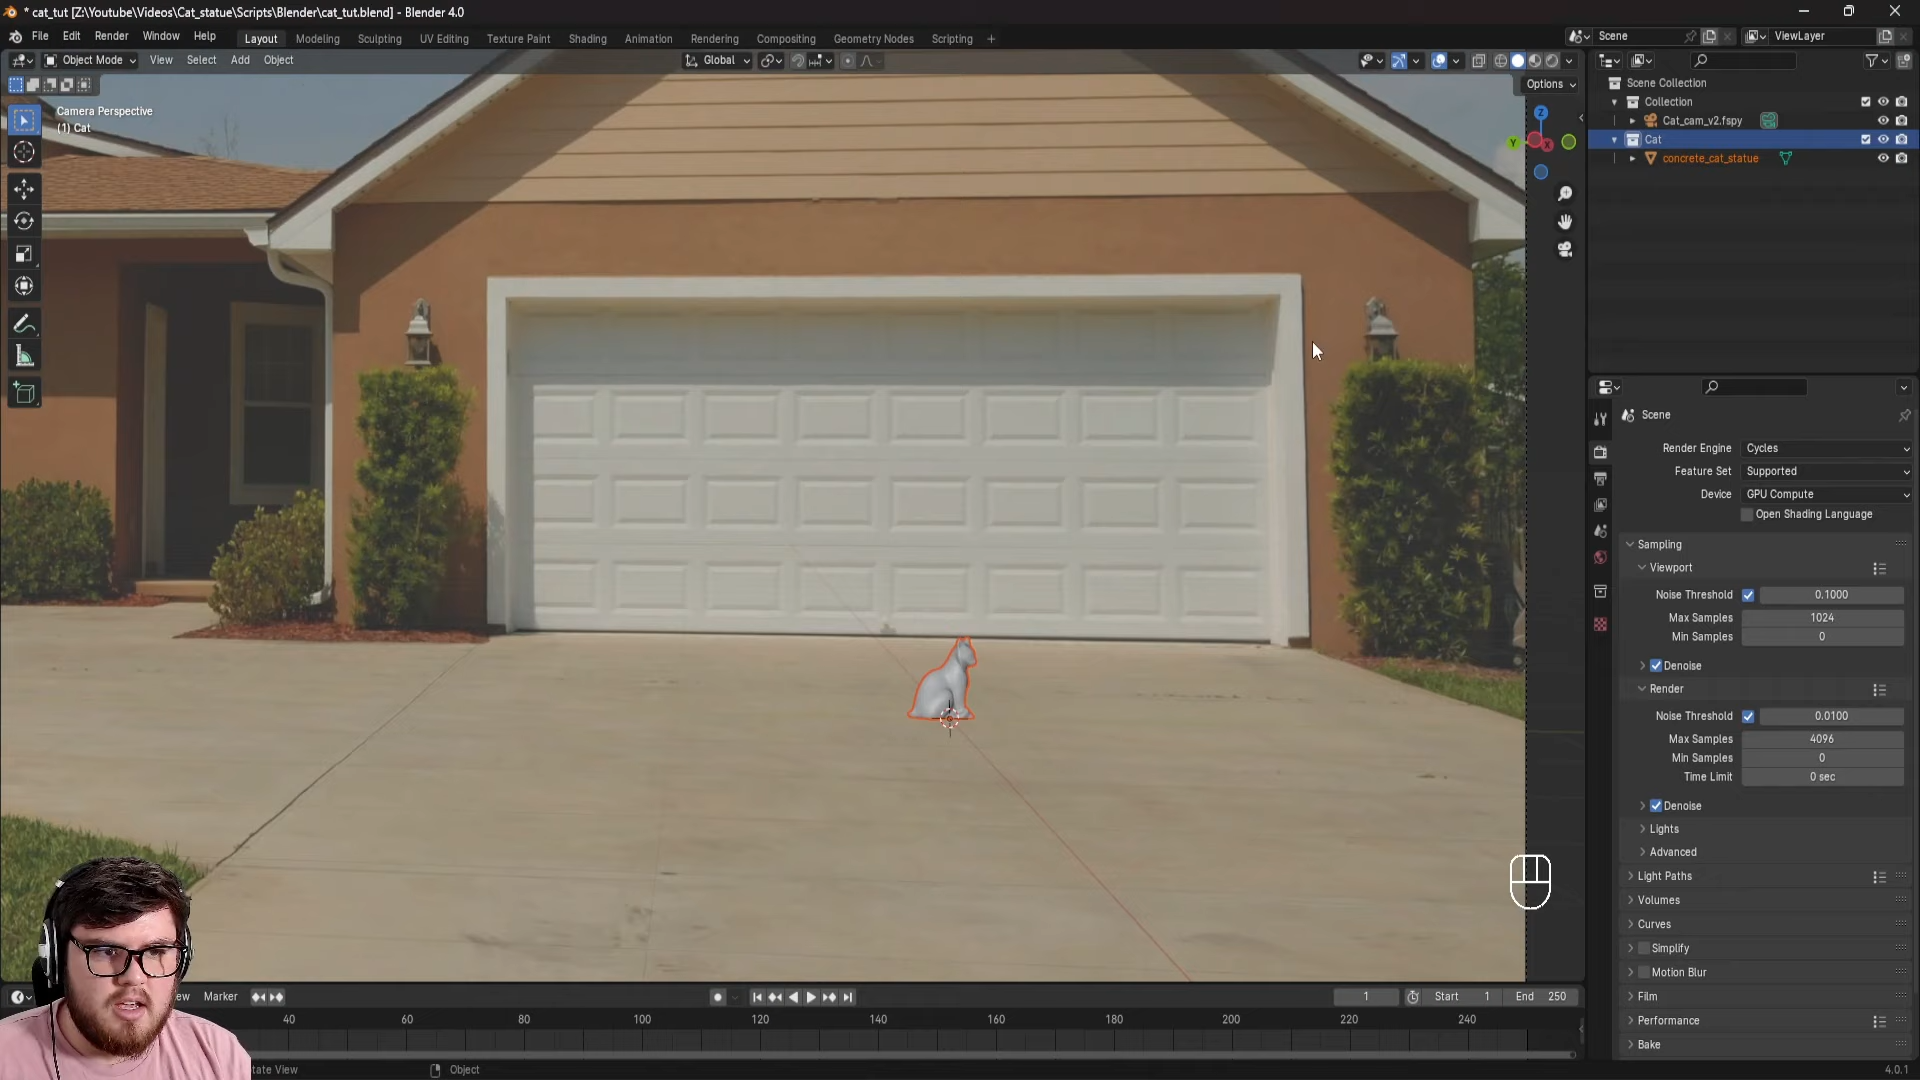 * cat_tut [Z:\Youtube\Videos\Cat_statue\Scripts\Blender\cat_tut.blend] - Blender 4.0
File Edit Render Window Help Layout Modeling Sculpting UV Editing Texture Paint Shading Animation Rendering Compositing Geometry Nodes Scripting + Scene ViewLayer
Object Mode View Select Add Object Global
Options
Camera Perspective
(1) Cat
Scene Collection
Collection
Cat_cam_v2.fspy
Cat
concrete_cat_statue
Z
Y
X
Scene
Render Engine Cycles
Feature Set Supported
Device GPU Compute
Open Shading Language
Sampling
Viewport
Noise Threshold 0.1000
Max Samples 1024
Min Samples 0
Denoise
Render
Noise Threshold 0.0100
Max Samples 4096
Min Samples 0
Time Limit 0 sec
Denoise
Lights
Advanced
Light Paths
Volumes
Curves
Simplify
Motion Blur
Film
Performance
Bake
Marker 1 Start 1 End 250
40 60 80 100 120 140 160 180 200 220 240
View Object
4.0.1